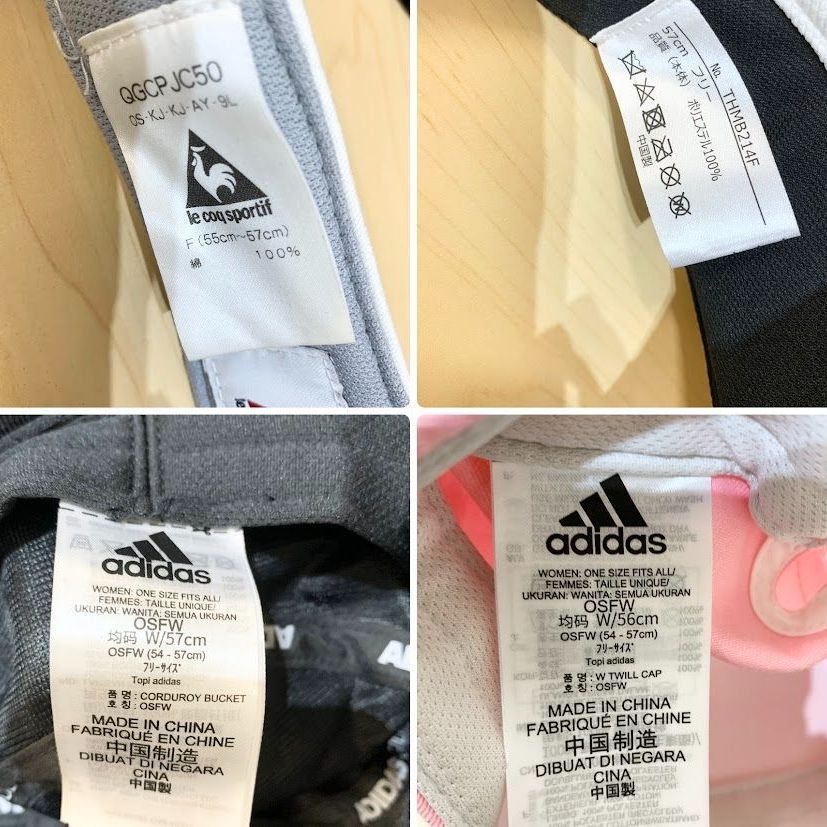 QGCPJC50
OS-KJ-KJ-AY-9L
le coq sportif
F(55cm~57cm)
綿 100%
No. THMB214F
57cm フリー
品質(本体) ポリエステル100%
中国製
adidas
WOMEN: ONE SIZE FITS ALL/
FEMMES: TAILLE UNIQUE/
UKURAN: WANITA: SEMUA UKURAN
OSFW
均码 W/57cm
OSFW (54 - 57cm)
フリーサイズ
Topi adidas
품 명 : CORDUROY BUCKET
호 칭 : OSFW
MADE IN CHINA
FABRIQUÉ EN CHINE
中国制造
DIBUAT DI NEGARA
CINA
中国製
adidas
WOMEN: ONE SIZE FITS ALL/
FEMMES: TAILLE UNIQUE/
UKURAN: WANITA: SEMUA UKURAN
OSFW
均码 W/56cm
OSFW (54 - 57cm)
フリーサイズ
Topi adidas
품 명 : W TWILL CAP
호 칭 : OSFW
MADE IN CHINA
FABRIQUÉ EN CHINE
中国制造
DIBUAT DI NEGARA
CINA
中国製